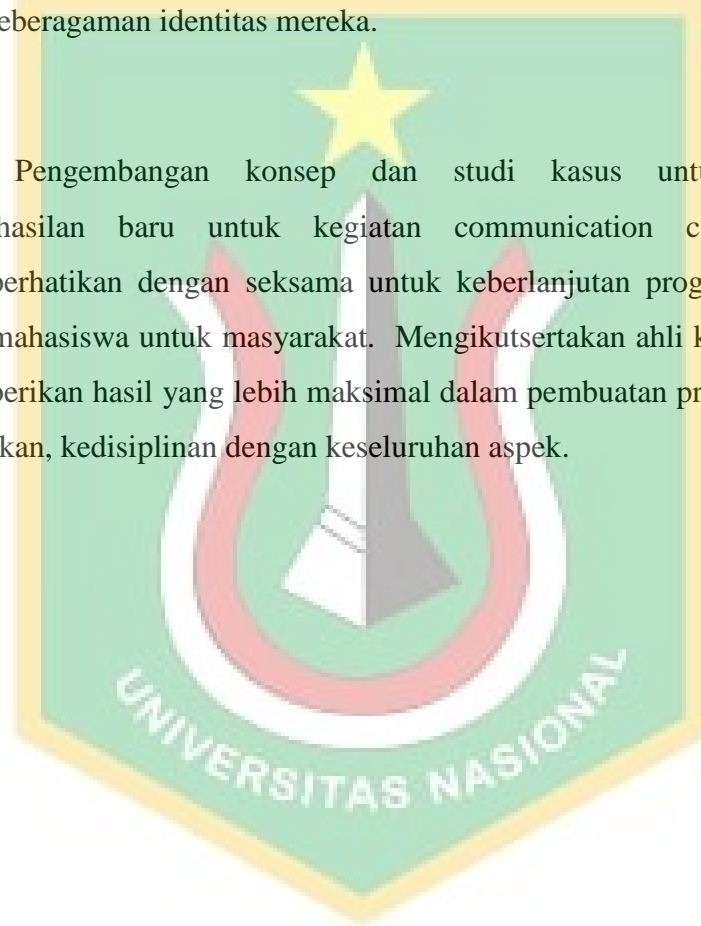 eberagaman identitas mereka.
Pengembangan konsep dan studi kasus untu
hasilan baru untuk kegiatan communication c
perhatikan dengan seksama untuk keberlanjutan prog
mahasiswa untuk masyarakat. Mengikutsertakan ahli k
berikan hasil yang lebih maksimal dalam pembuatan pr
kan, kedisiplinan dengan keseluruhan aspek.
UNIVERSITAS NASIONAL